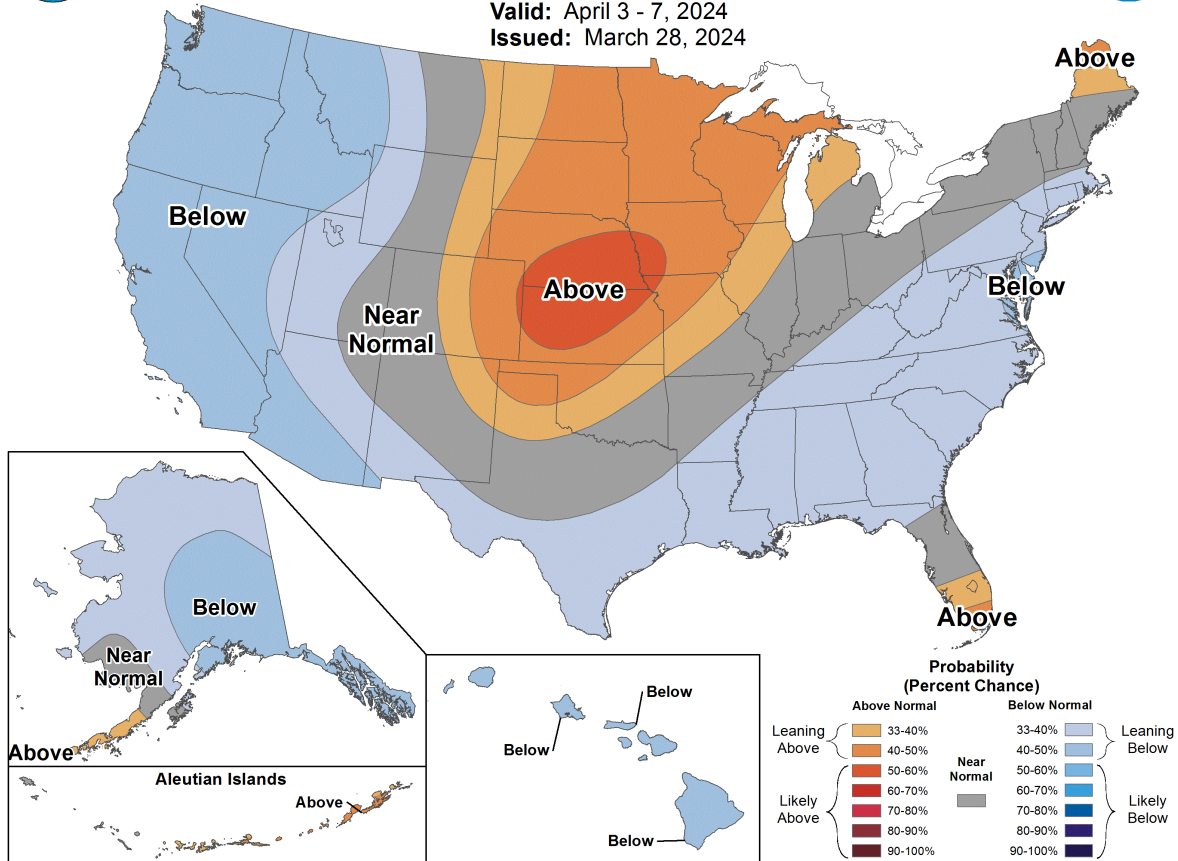 Valid: April 3 - 7, 2024
Issued: March 28, 2024
Above
Below
Above
Near
Normal
Below
Above
Below
Near
Normal
Above
Aleutian Islands
Above
Below
Below
Below
Probability
(Percent Chance)
Above Normal
Below Normal
Leaning
Above
33-40%
40-50%
Likely
Above
50-60%
60-70%
70-80%
80-90%
90-100%
Near
Normal
33-40%
40-50%
Leaning
Below
50-60%
60-70%
70-80%
80-90%
90-100%
Likely
Below